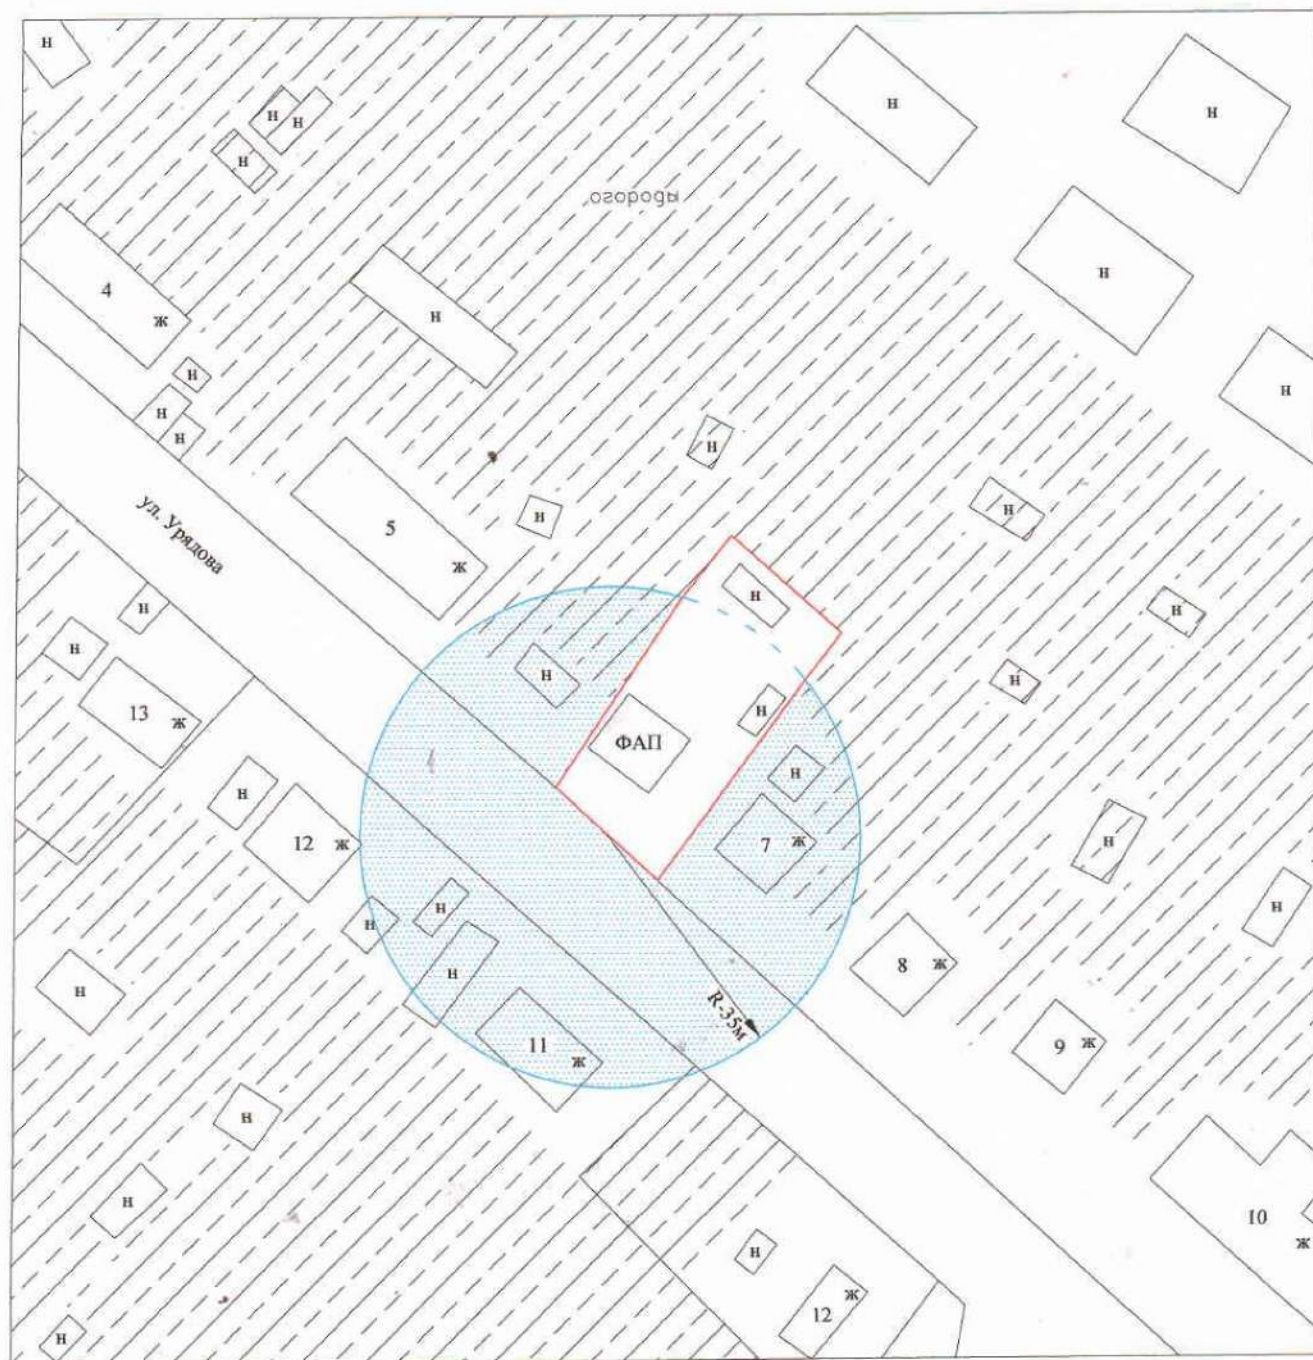 н
н
н
н
н
н
огороды
н
н
4
ж
н
н
н
н
н
н
н
5
ж
н
н
ул. Урядова
н
н
н
н
н
н
н
13
ж
н
н
ФАП
н
н
12
ж
7
ж
н
н
н
н
н
8
ж
н
R-35м
11
ж
9
ж
н
н
10
ж
н
12
ж
н